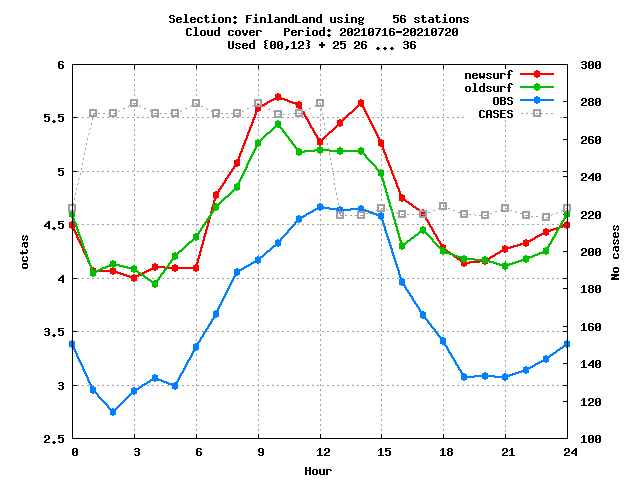 Selection: FinlandLand using    56 stations
Cloud cover   Period: 20210716-20210720
Used {00,12} + 25 26 ... 36
newsurf
oldsurf
OBS
CASES
6
5.5
5
4.5
4
3.5
3
2.5
octas
300
280
260
240
220
200
180
160
140
120
100
No cases
0 3 6 9 12 15 18 21 24
Hour